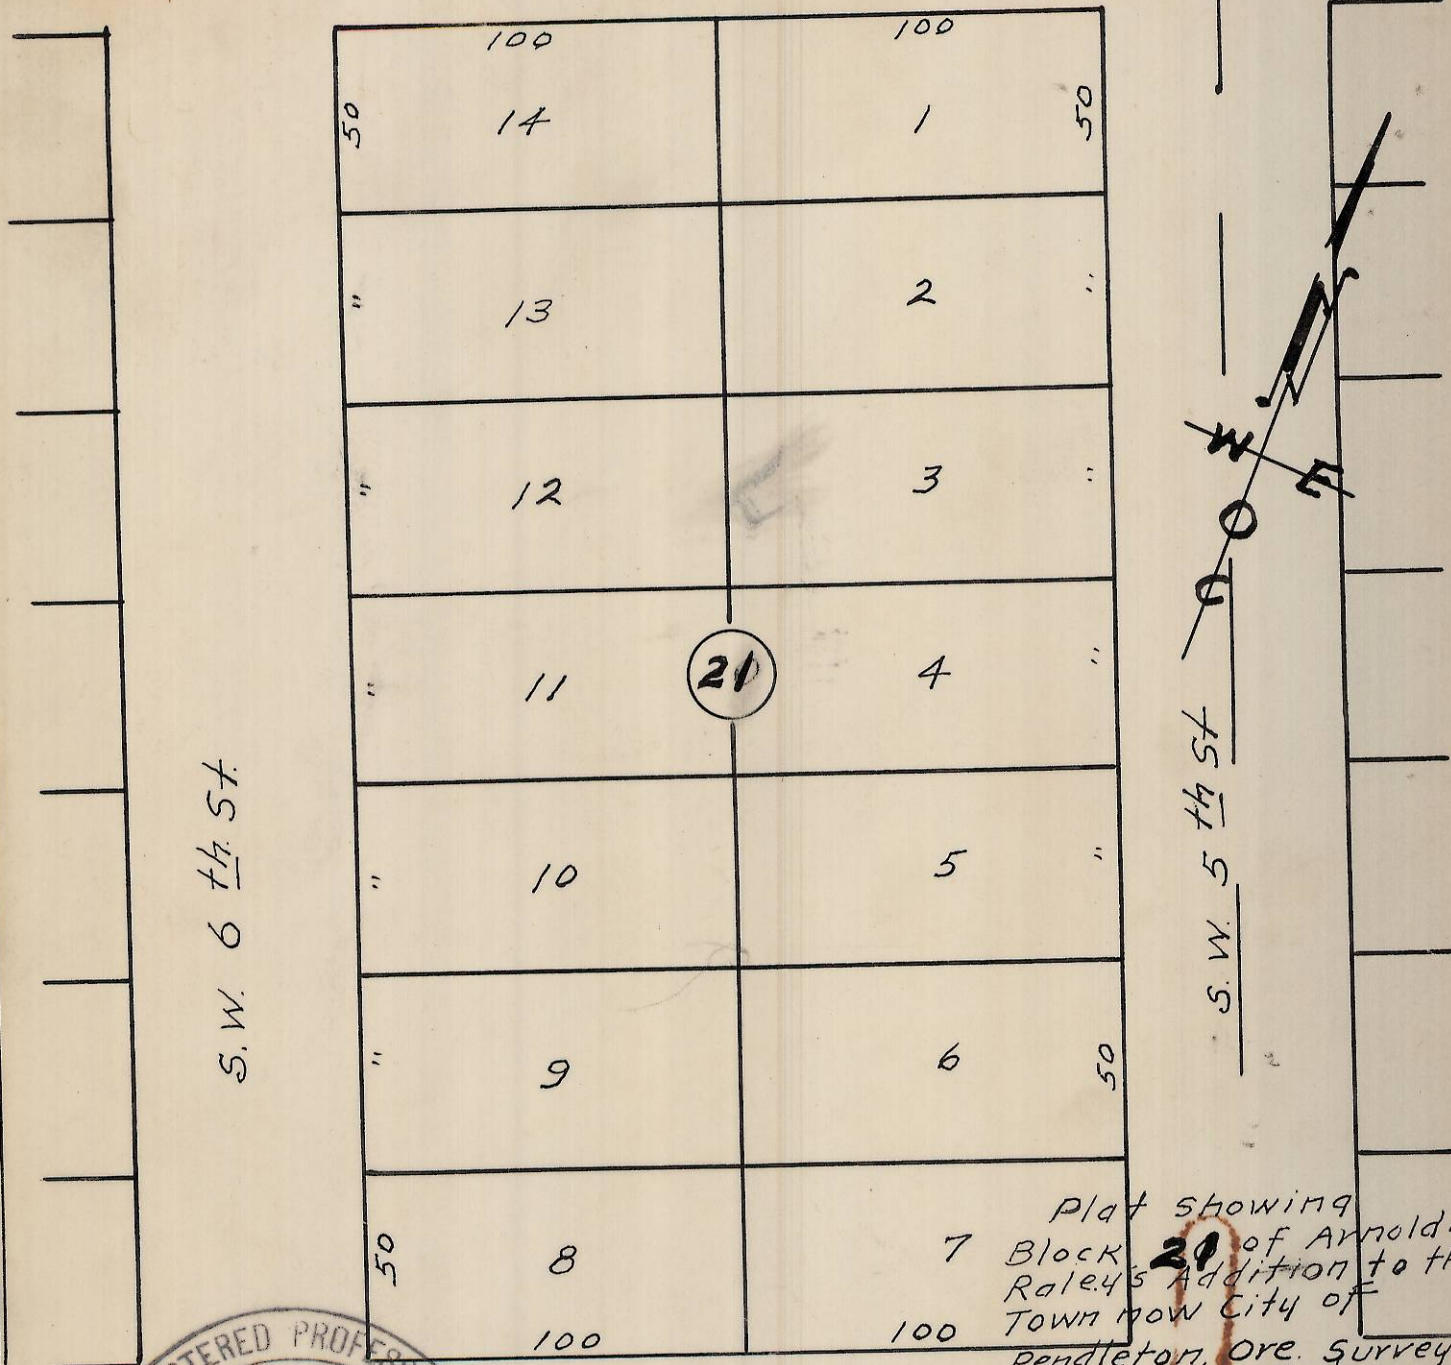 100 100
50 14 1 50
" 13 2 "
N
W
E
" 12 3 "
O
" 11 21 4 "
" 10 5 "
S.W. 6th St.
S.W. 5th St
" 9 6 50
50 8 7
100 100
Plat showing
Block 21 of Arnold
Raley's Addition to th
Town now City of
Pendleton, Ore. Survey
TERED PROFES